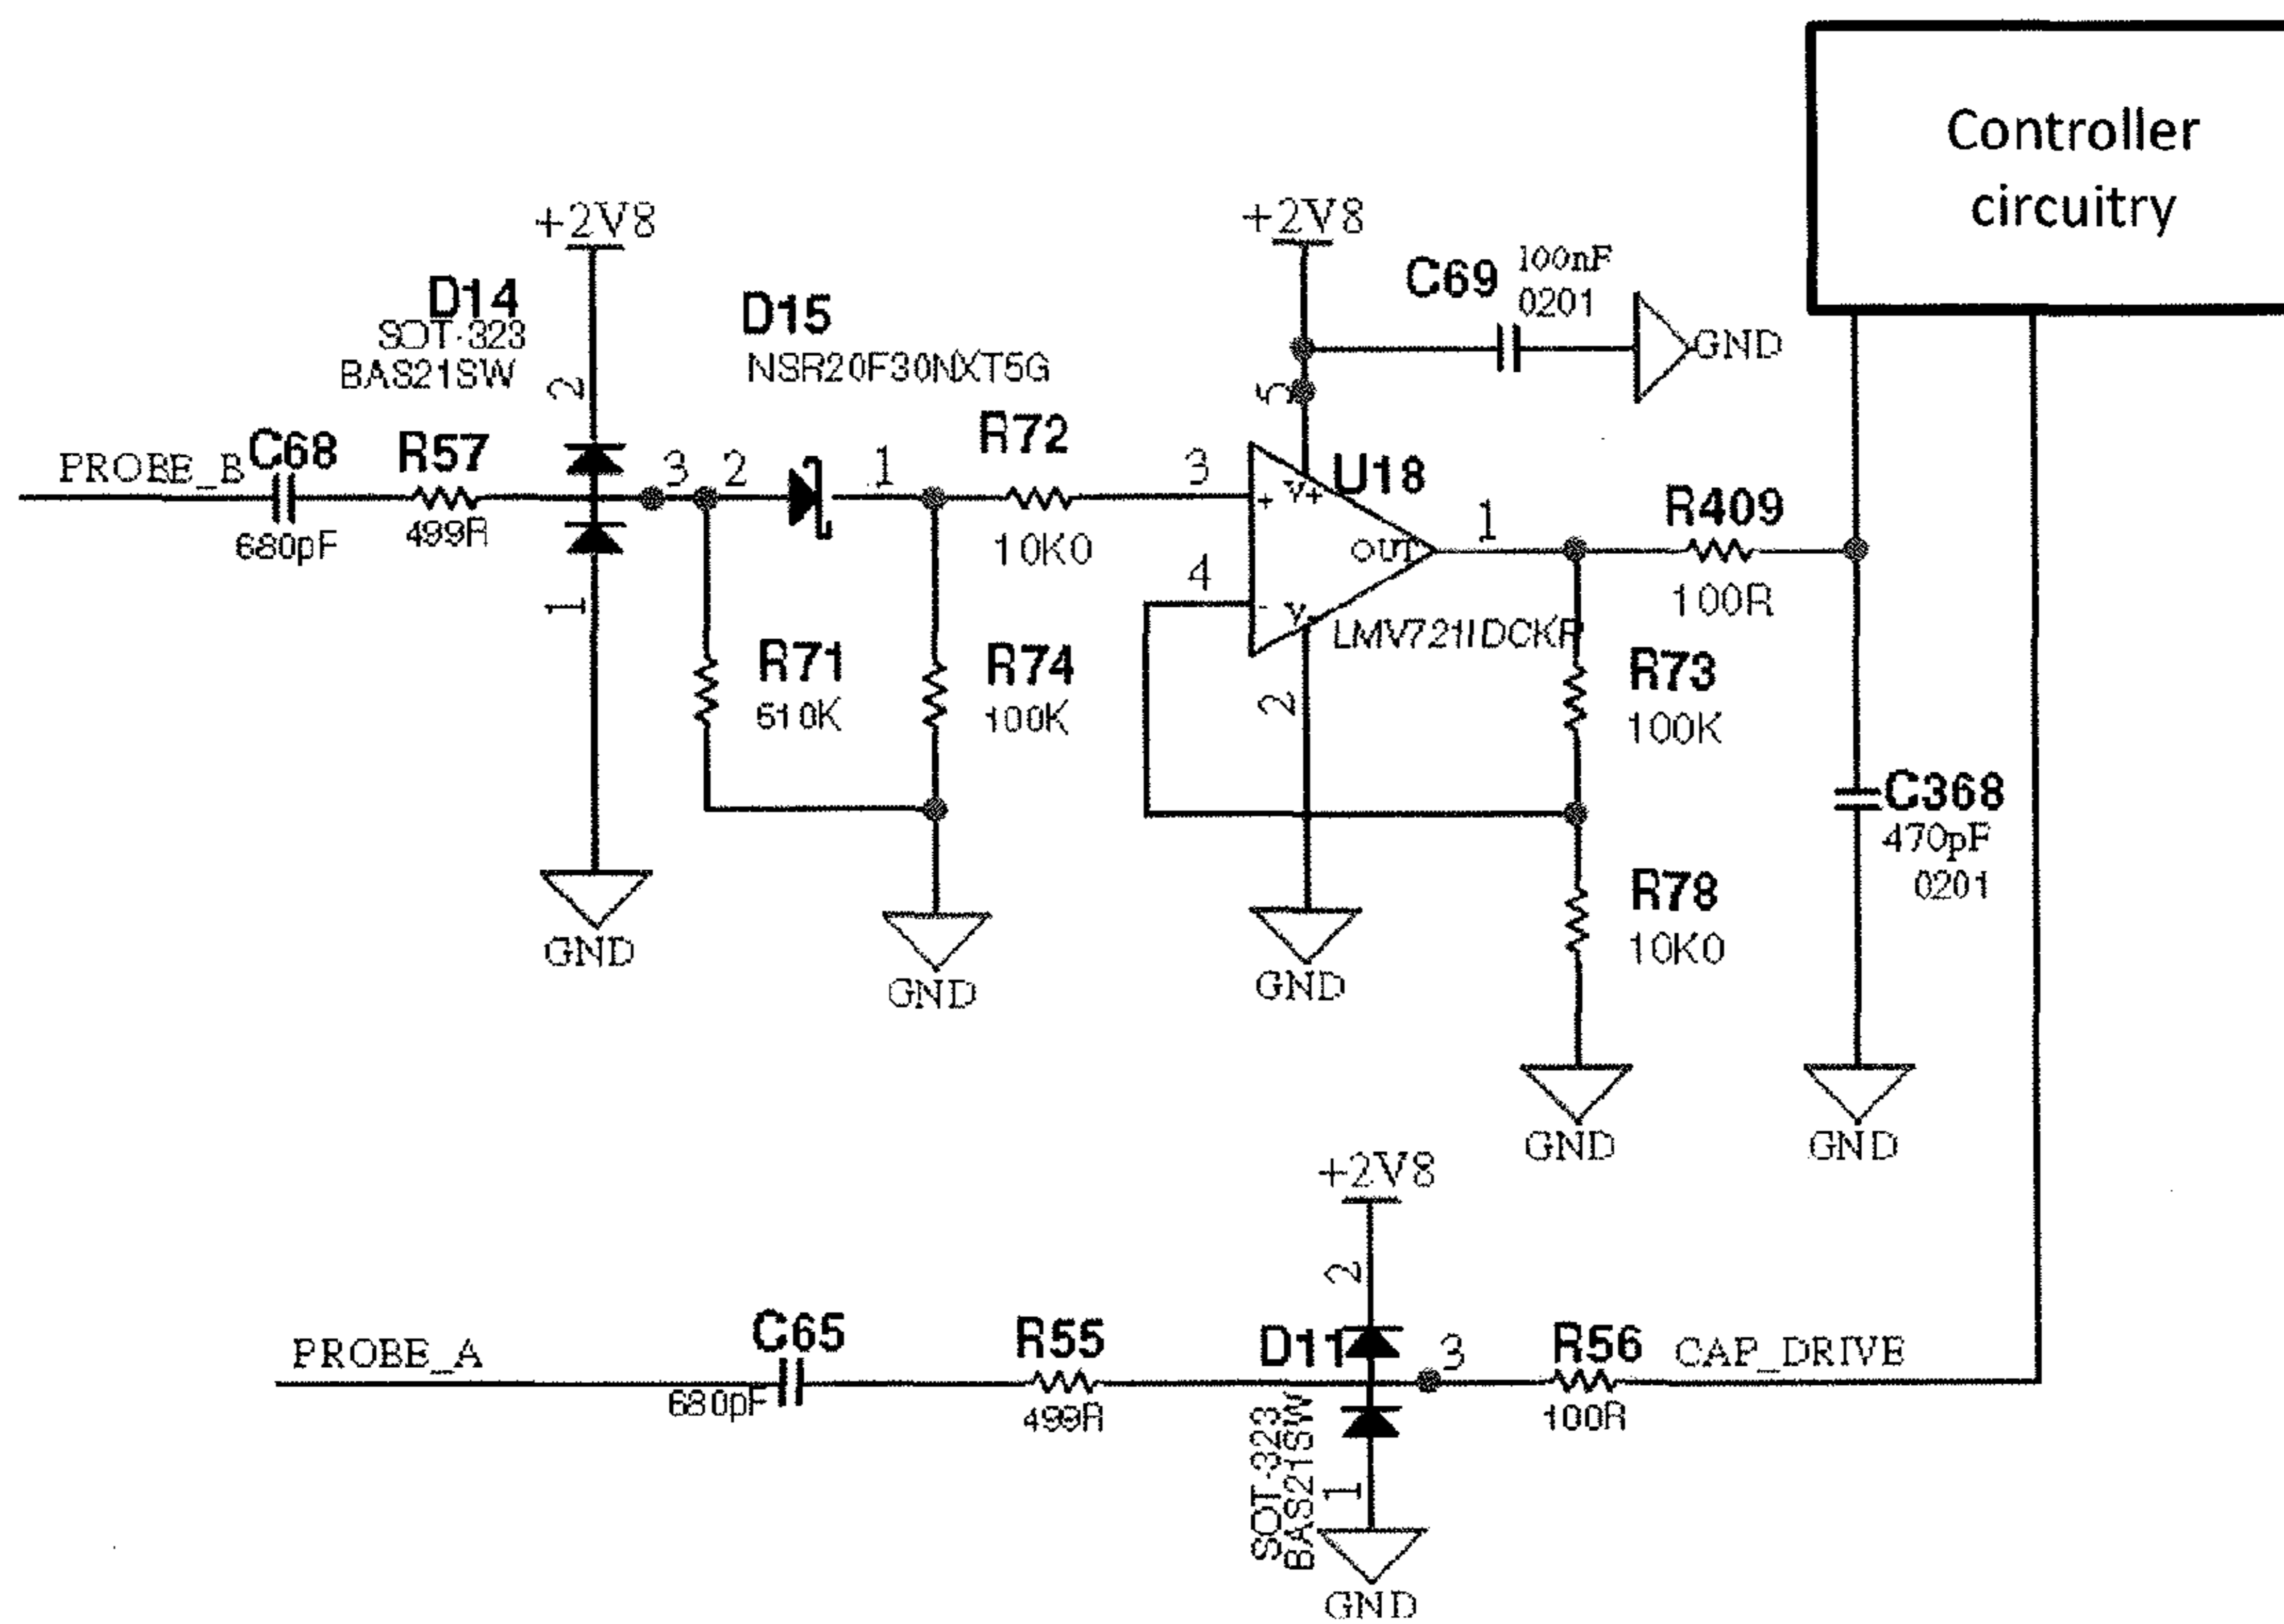 Controller
circuitry
+2V8
D14
SOT-323
BAS21SW
2
D15
NSR20F30NXT5G
+2V8
C69
100nF
0201
GND
5
PROBE_B
C68
680pF
R57
499R
3
2
1
1
R72
10K0
3
4
+
-
V+
V-
OUT
U18
LMV721IDCKR
1
2
R409
100R
R71
510K
R74
100K
R73
100K
C368
470pF
0201
R78
10K0
GND
GND
GND
GND
GND
+2V8
2
PROBE_A
C65
680pF
R55
499R
D11
SOT-323
BAS21SW
3
R56
100R
CAP_DRIVE
1
GND